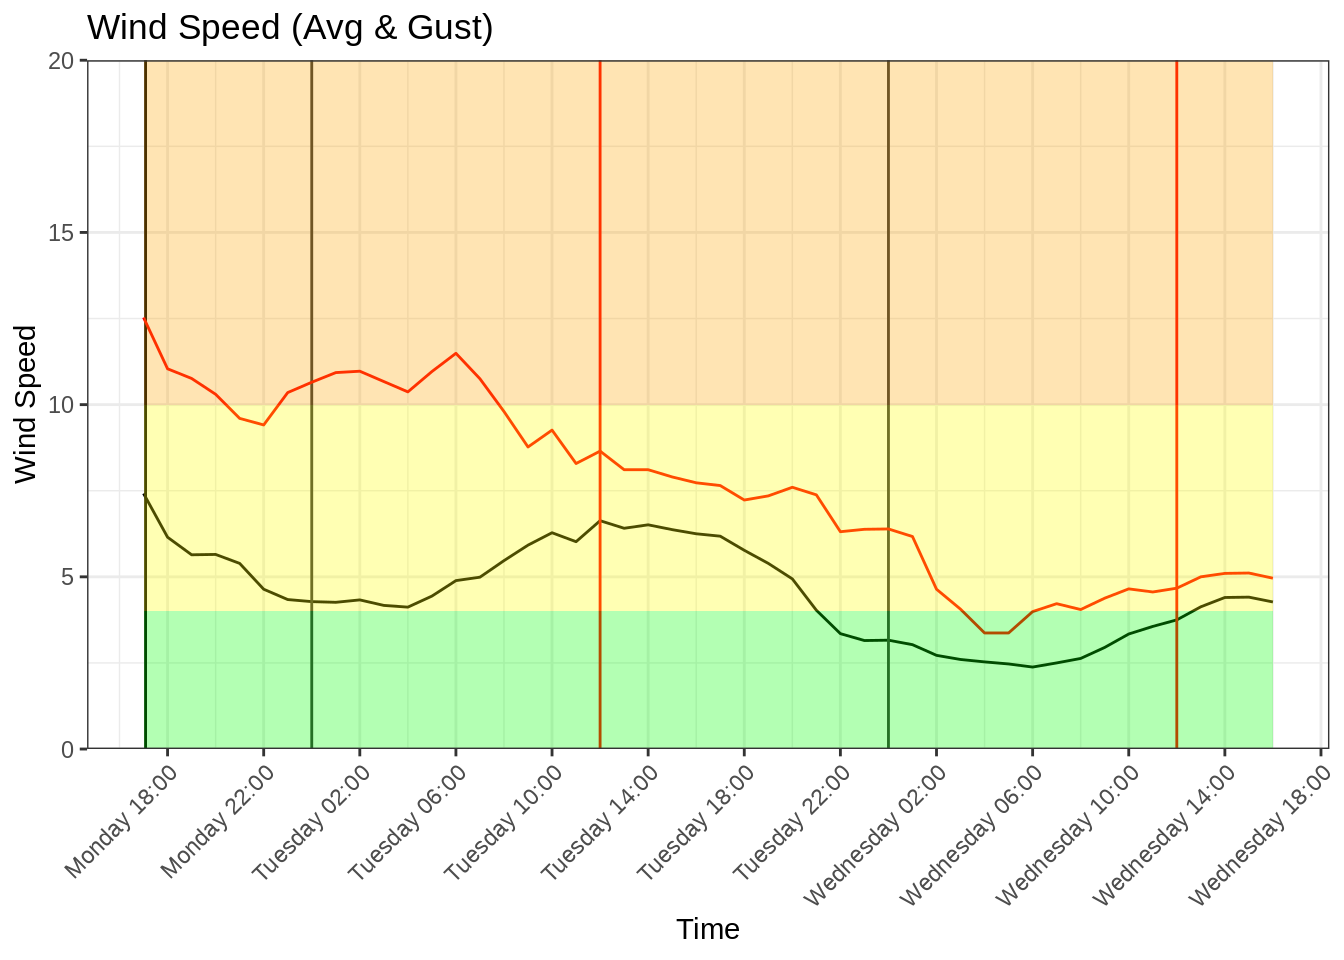 Wind Speed (Avg & Gust)
Wind Speed
20
15
10
5
0
Monday 18:00
Monday 22:00
Tuesday 02:00
Tuesday 06:00
Tuesday 10:00
Tuesday 14:00
Tuesday 18:00
Tuesday 22:00
Wednesday 02:00
Wednesday 06:00
Wednesday 10:00
Wednesday 14:00
Wednesday 18:00
Time